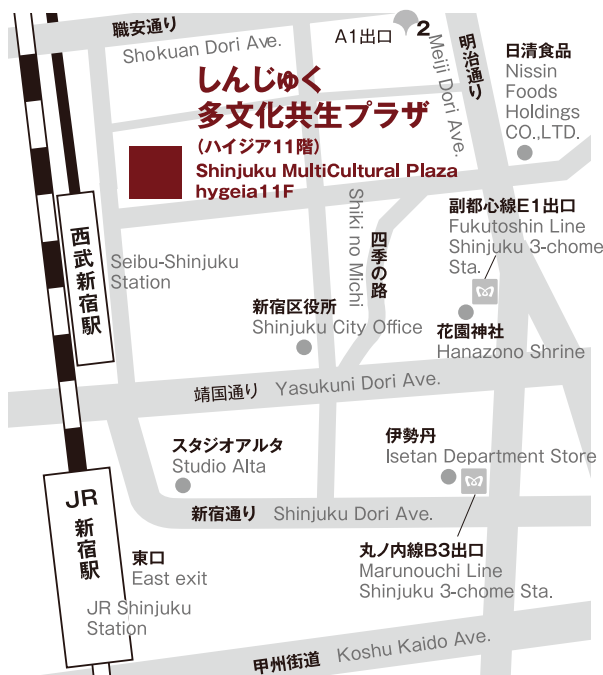 職安通り
Shokuan Dori Ave.
A1出口
2
Meiji Dori Ave.
明治通り
日清食品
Nissin
Foods
Holdings
CO.,LTD.
しんじゅく
多文化共生プラザ
(ハイジア11階)
Shinjuku MultiCultural Plaza
hygeia11F
副都心線E1出口
Fukutoshin Line
Shinjuku 3-chome
Sta.
西武新宿駅
Seibu-Shinjuku
Station
Shiki no Michi
四季の路
新宿区役所
Shinjuku City Office
花園神社
Hanazono Shrine
靖国通り Yasukuni Dori Ave.
スタジオアルタ
Studio Alta
伊勢丹
Isetan Department Store
新宿通り Shinjuku Dori Ave.
JR
新宿駅
東口
East exit
JR Shinjuku
Station
丸ノ内線B3出口
Marunouchi Line
Shinjuku 3-chome Sta.
甲州街道 Koshu Kaido Ave.